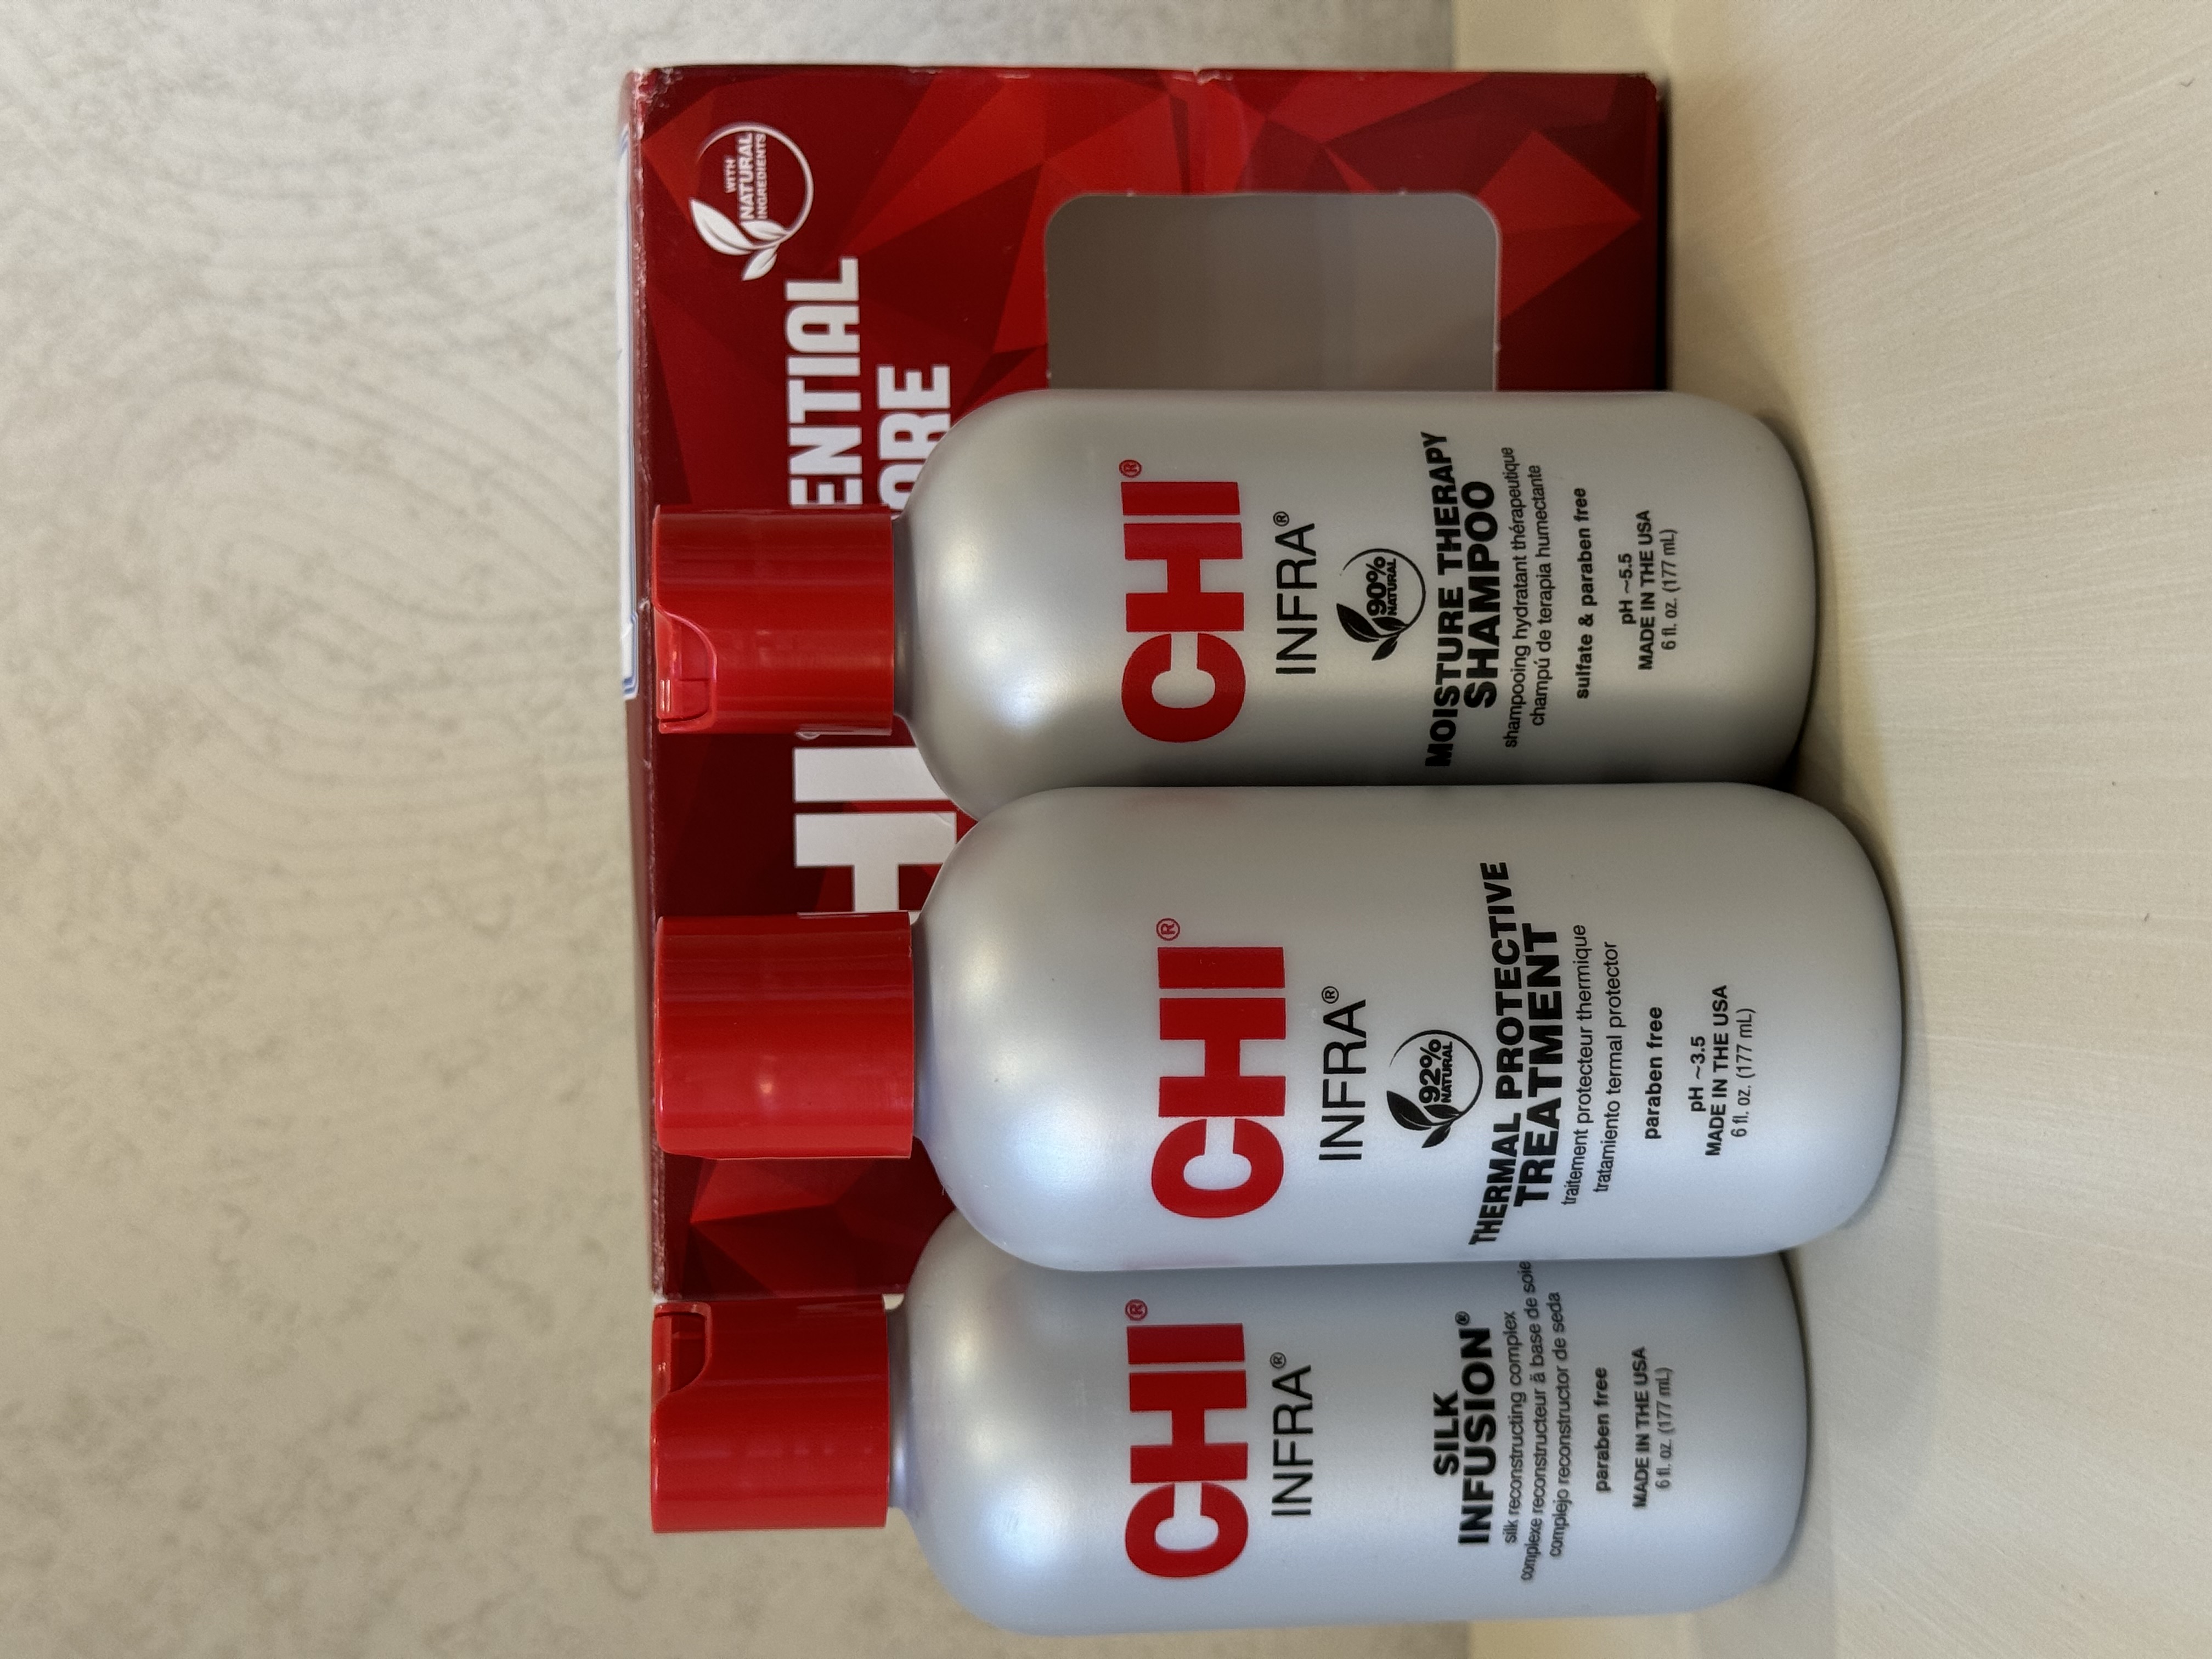 WITH
NATURAL
INGREDIENTS
CHI®
INFRA®
SILK
INFUSION®
silk reconstructing complex
complexe reconstructeur à base de soie
complejo reconstructor de seda
paraben free
MADE IN THE USA
6 fl. oz. (177 mL)
CHI®
INFRA®
92%
NATURAL
THERMAL PROTECTIVE
TREATMENT
traitement protecteur thermique
tratamiento termal protector
paraben free
pH ~3.5
MADE IN THE USA
6 fl. oz. (177 mL)
CHI®
INFRA®
90%
NATURAL
MOISTURE THERAPY
SHAMPOO
shampooing hydratant thérapeutique
champú de terapia humectante
sulfate & paraben free
pH ~5.5
MADE IN THE USA
6 fl. oz. (177 mL)